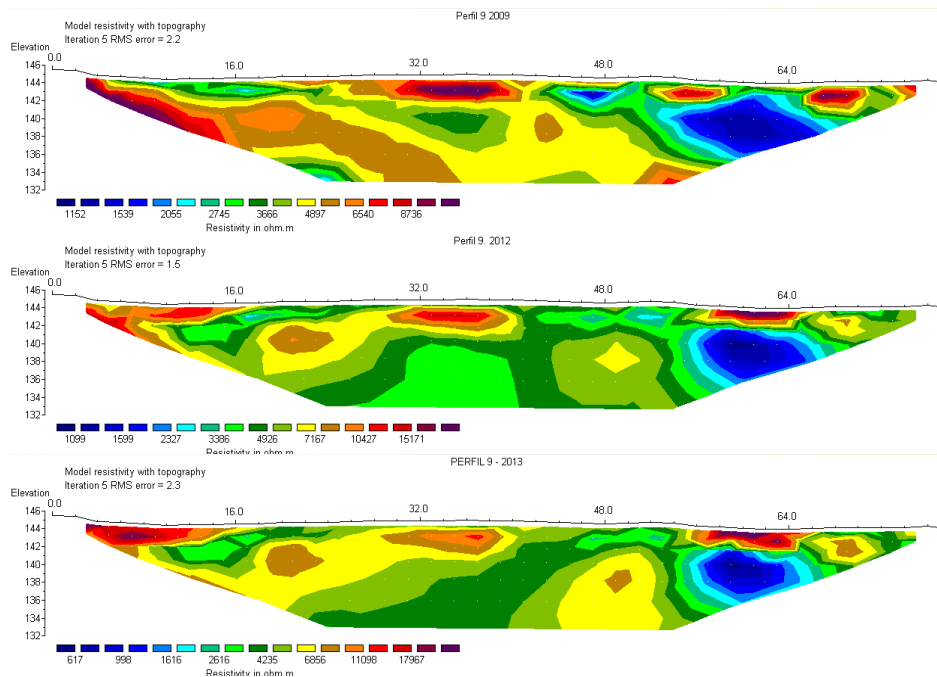 Perfil 9 2009
Model resistivity with topography
Iteration 5 RMS error = 2.2
Elevation
0.0 16.0 32.0 48.0 64.0
146
144
142
140
138
136
134
132
1152 1539 2055 2745 3666 4897 6540 8736
Resistivity in ohm.m
Perfil 9. 2012
Model resistivity with topography
Iteration 5 RMS error = 1.5
Elevation
0.0 16.0 32.0 48.0 64.0
146
144
142
140
138
136
134
132
1099 1599 2327 3386 4926 7167 10427 15171
Resistivity in ohm.m
PERFIL 9 - 2013
Model resistivity with topography
Iteration 5 RMS error = 2.3
Elevation
0.0 16.0 32.0 48.0 64.0
146
144
142
140
138
136
134
132
617 998 1616 2616 4235 6856 11098 17967
Resistivity in ohm.m